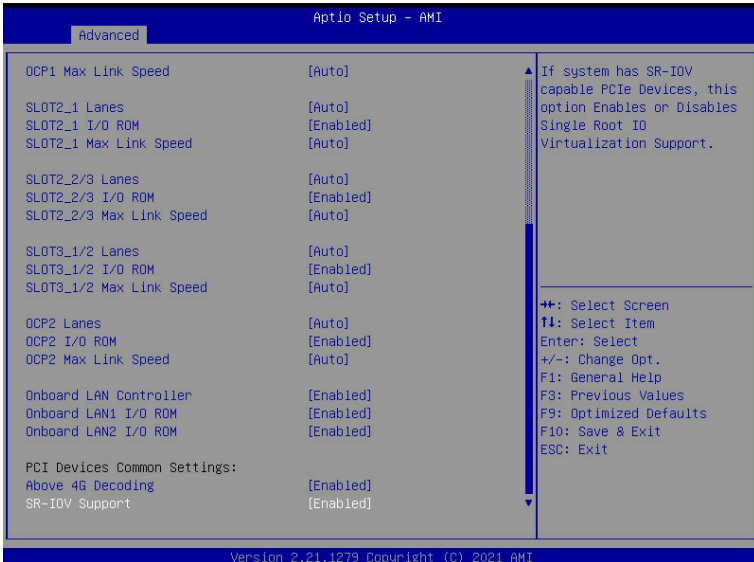 Aptio Setup – AMI
Advanced
OCP1 Max Link Speed [Auto]
SLOT2_1 Lanes [Auto]
SLOT2_1 I/O ROM [Enabled]
SLOT2_1 Max Link Speed [Auto]
SLOT2_2/3 Lanes [Auto]
SLOT2_2/3 I/O ROM [Enabled]
SLOT2_2/3 Max Link Speed [Auto]
SLOT3_1/2 Lanes [Auto]
SLOT3_1/2 I/O ROM [Enabled]
SLOT3_1/2 Max Link Speed [Auto]
OCP2 Lanes [Auto]
OCP2 I/O ROM [Enabled]
OCP2 Max Link Speed [Auto]
Onboard LAN Controller [Enabled]
Onboard LAN1 I/O ROM [Enabled]
Onboard LAN2 I/O ROM [Enabled]
PCI Devices Common Settings:
Above 4G Decoding [Enabled]
SR-IOV Support [Enabled]
If system has SR-IOV
capable PCIe Devices, this
option Enables or Disables
Single Root IO
Virtualization Support.
→←: Select Screen
↑↓: Select Item
Enter: Select
+/-: Change Opt.
F1: General Help
F3: Previous Values
F9: Optimized Defaults
F10: Save & Exit
ESC: Exit
Version 2.21.1279 Copyright (C) 2021 AMI